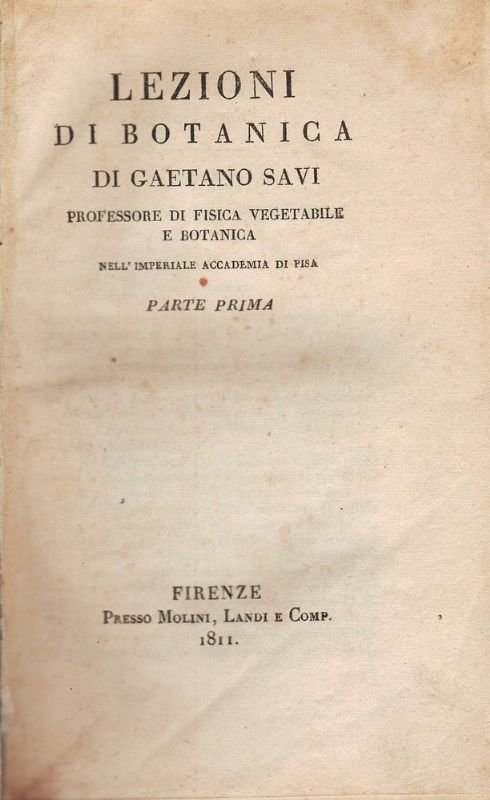 LEZIONI
DI BOTANICA
DI GAETANO SAVI
PROFESSORE DI FISICA VEGETABILE
E BOTANICA
NELL' IMPERIALE ACCADEMIA DI PISA
PARTE PRIMA
FIRENZE
PRESSO MOLINI, LANDI E COMP.
1811.